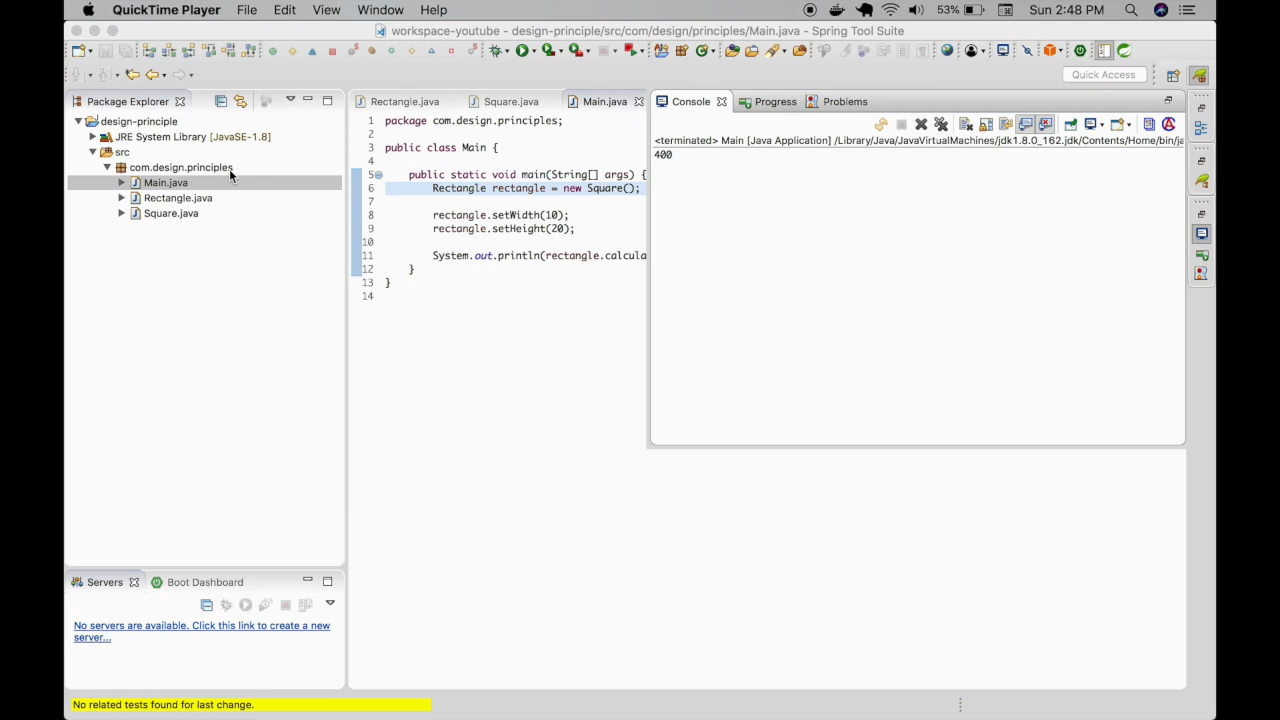 QuickTime Player File Edit View Window Help 53% Sun 2:48 PM
workspace-youtube - design-principle/src/com/design/principles/Main.java - Spring Tool Suite
Quick Access
Package Explorer
design-principle
JRE System Library [JavaSE-1.8]
src
com.design.principles
Main.java
Rectangle.java
Square.java
Rectangle.java Square.java Main.java
1 package com.design.principles;
2
3 public class Main {
4
5 public static void main(String[] args) {
6 Rectangle rectangle = new Square();
7
8 rectangle.setWidth(10);
9 rectangle.setHeight(20);
10
11 System.out.println(rectangle.calcula
12 }
13 }
14
Console Progress Problems
<terminated> Main [Java Application] /Library/Java/JavaVirtualMachines/jdk1.8.0_162.jdk/Contents/Home/bin/ja
400
Servers Boot Dashboard
No servers are available. Click this link to create a new
server...
No related tests found for last change.